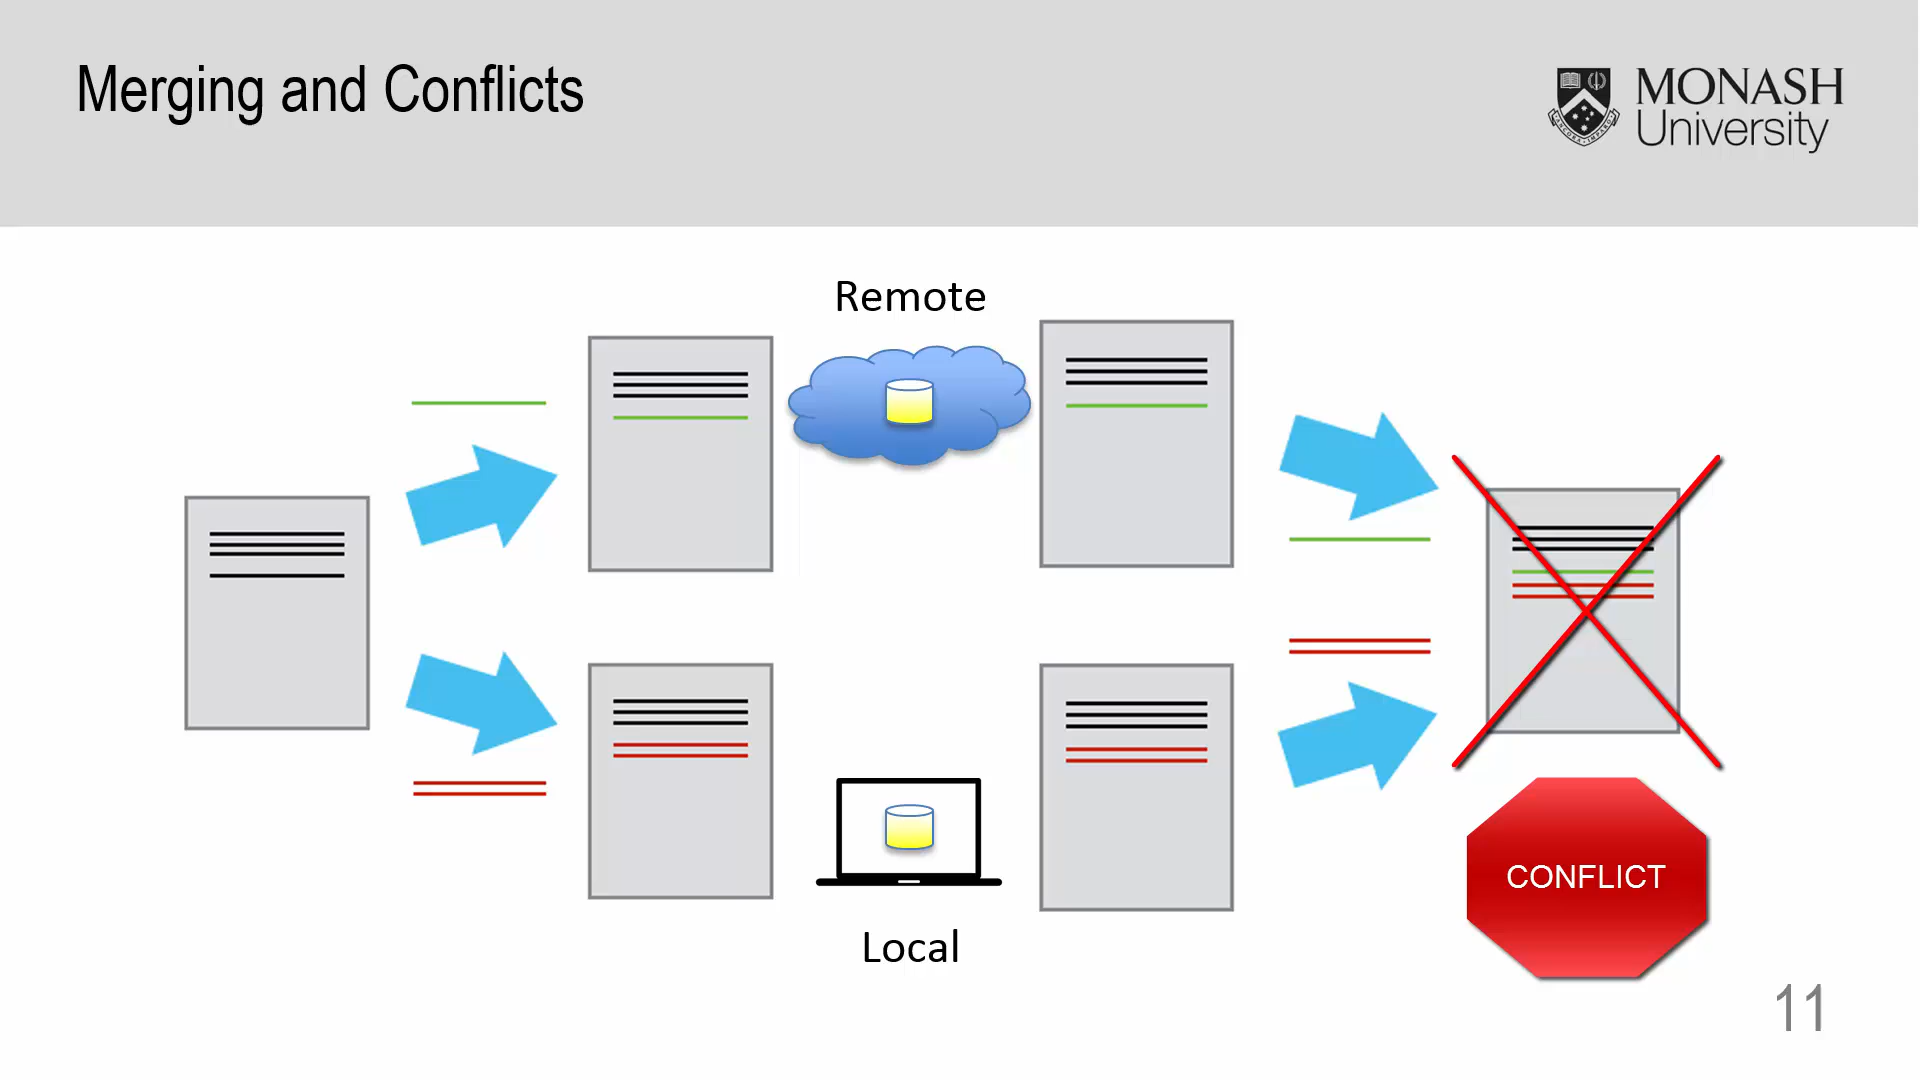 Merging and Conflicts
MONASH
University
Remote
CONFLICT
Local
11